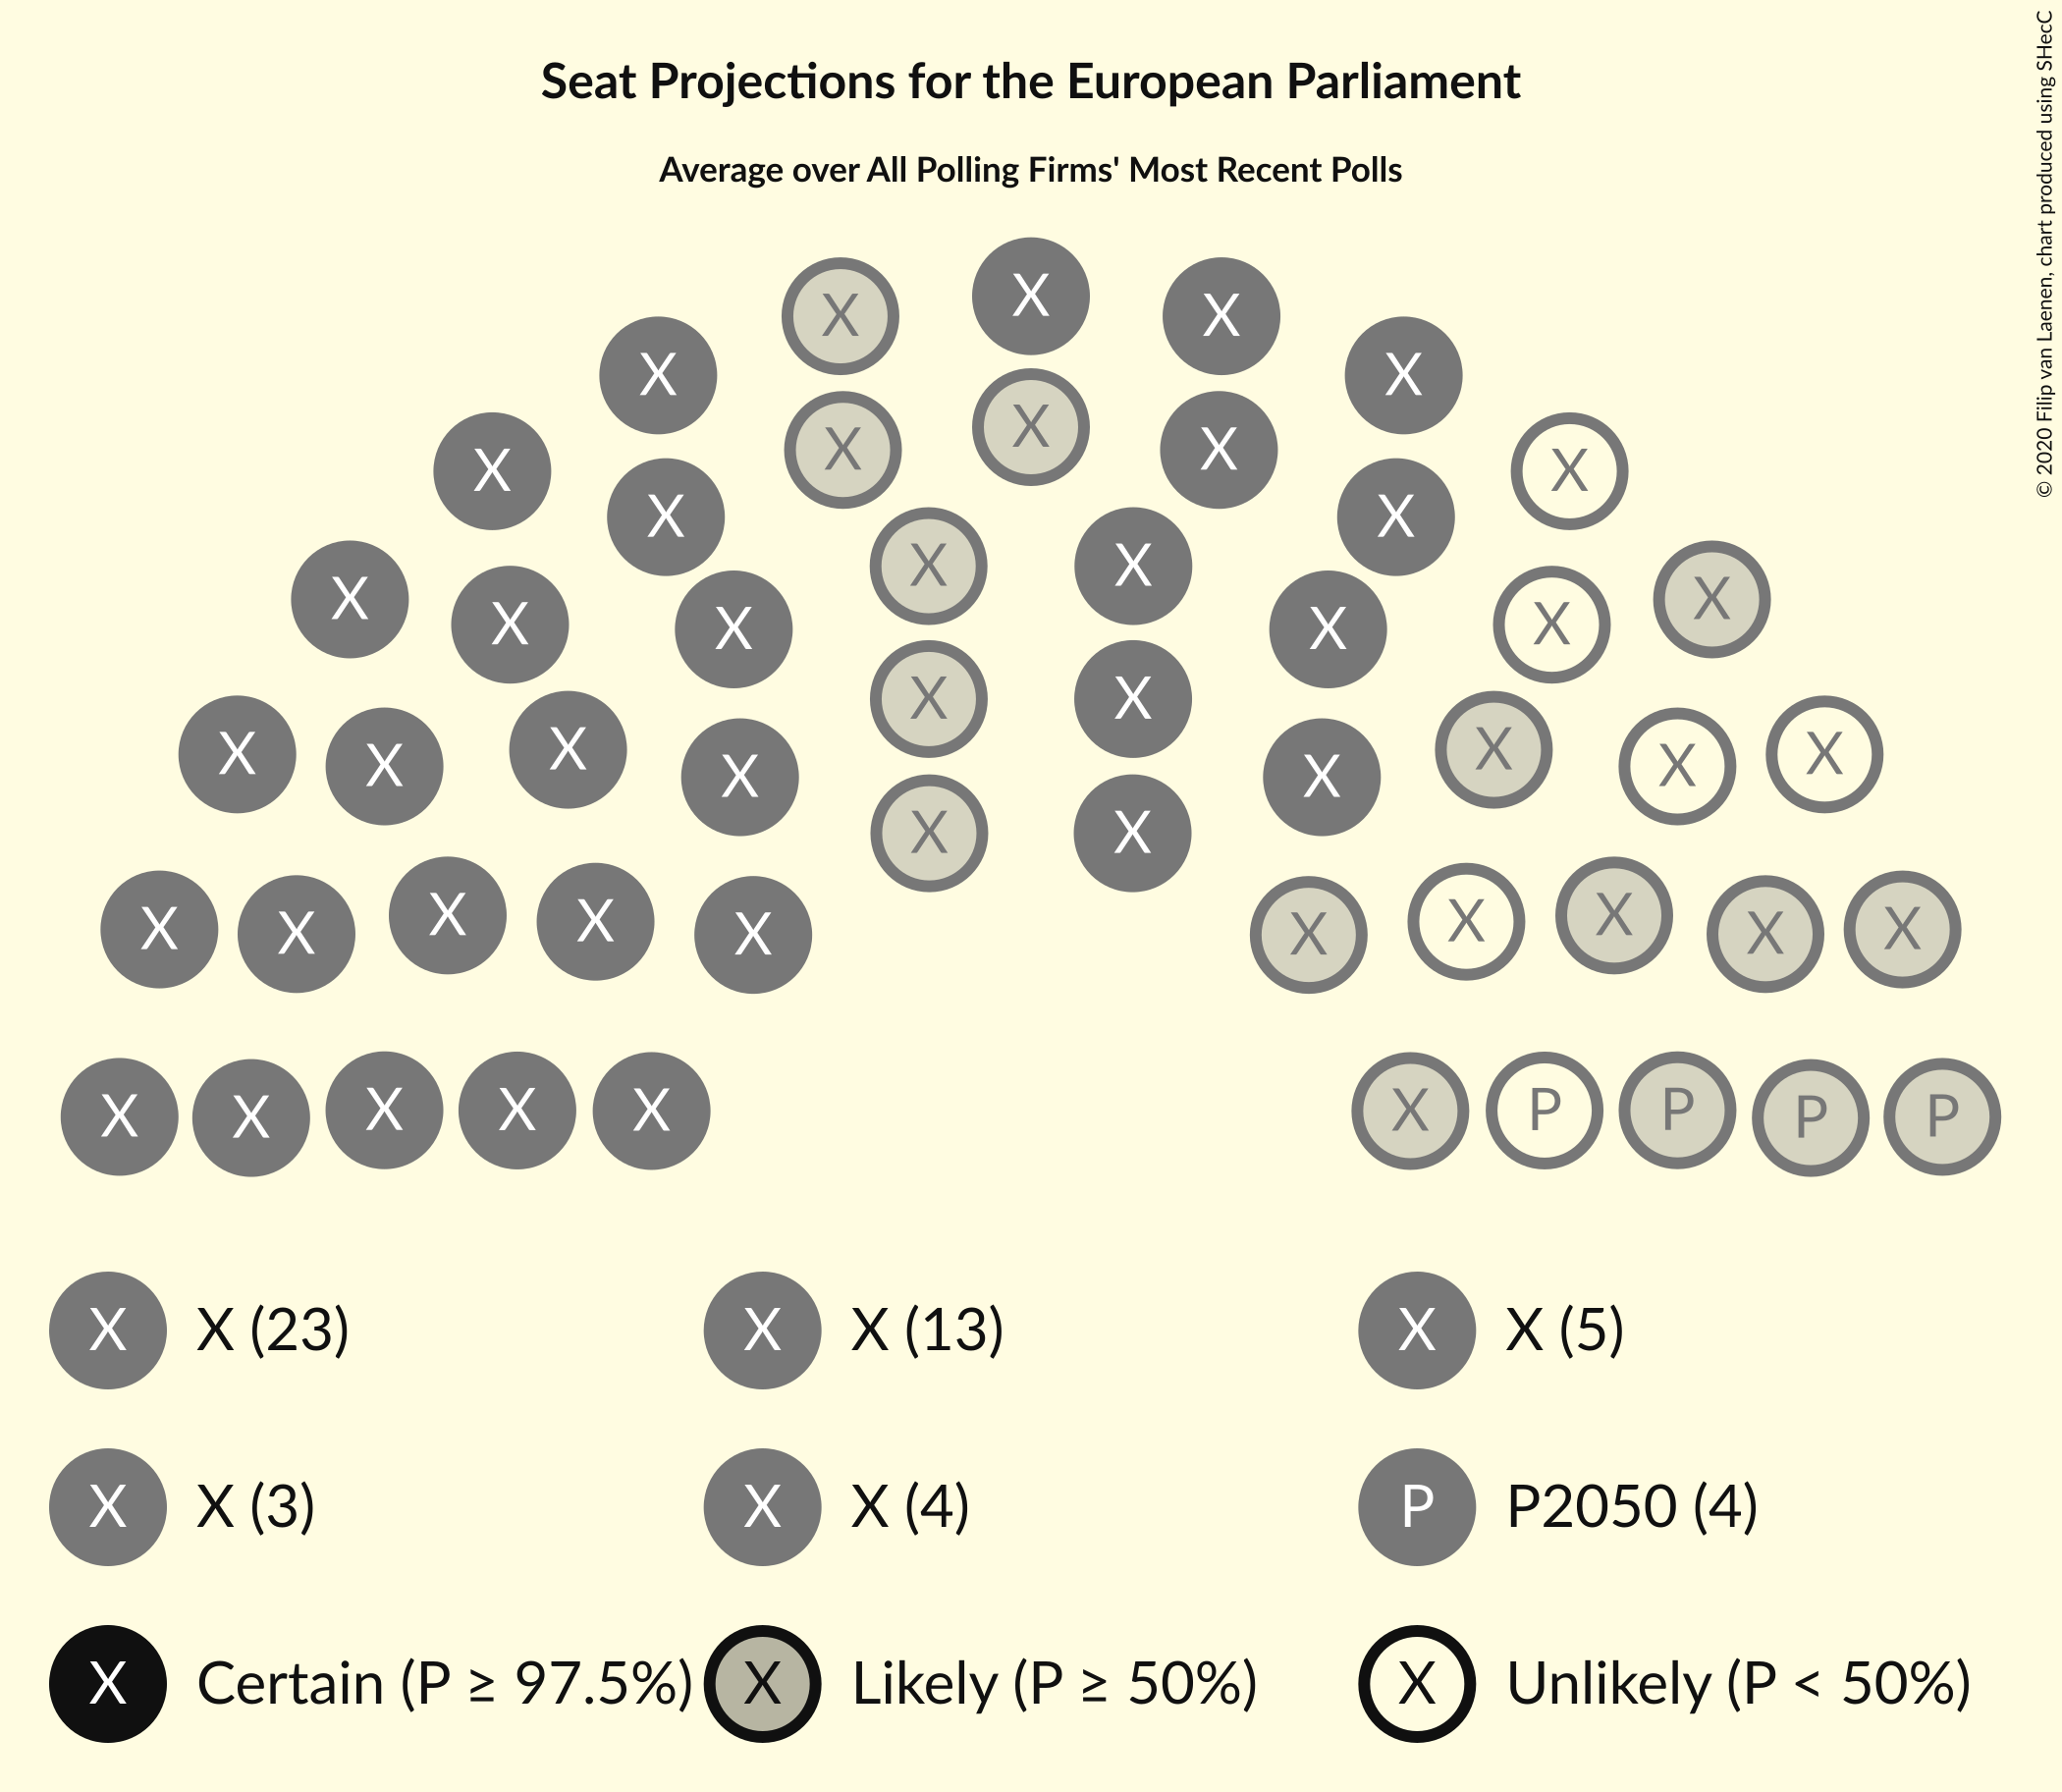 © 2020 Filip van Laenen, chart produced using SHecC
Seat Projections for the European Parliament
Average over All Polling Firms' Most Recent Polls
X X X
X X
X X X X X
X X
X X X X X X X X
X X X X X X X X X X
X X
X X X X X X X X X X
X X X X X X P P P P
X X (23) X X (13) X X (5)
X X (3) X X (4) P P2050 (4)
X Certain (P ≥ 97.5%) X Likely (P ≥ 50%) X Unlikely (P < 50%)